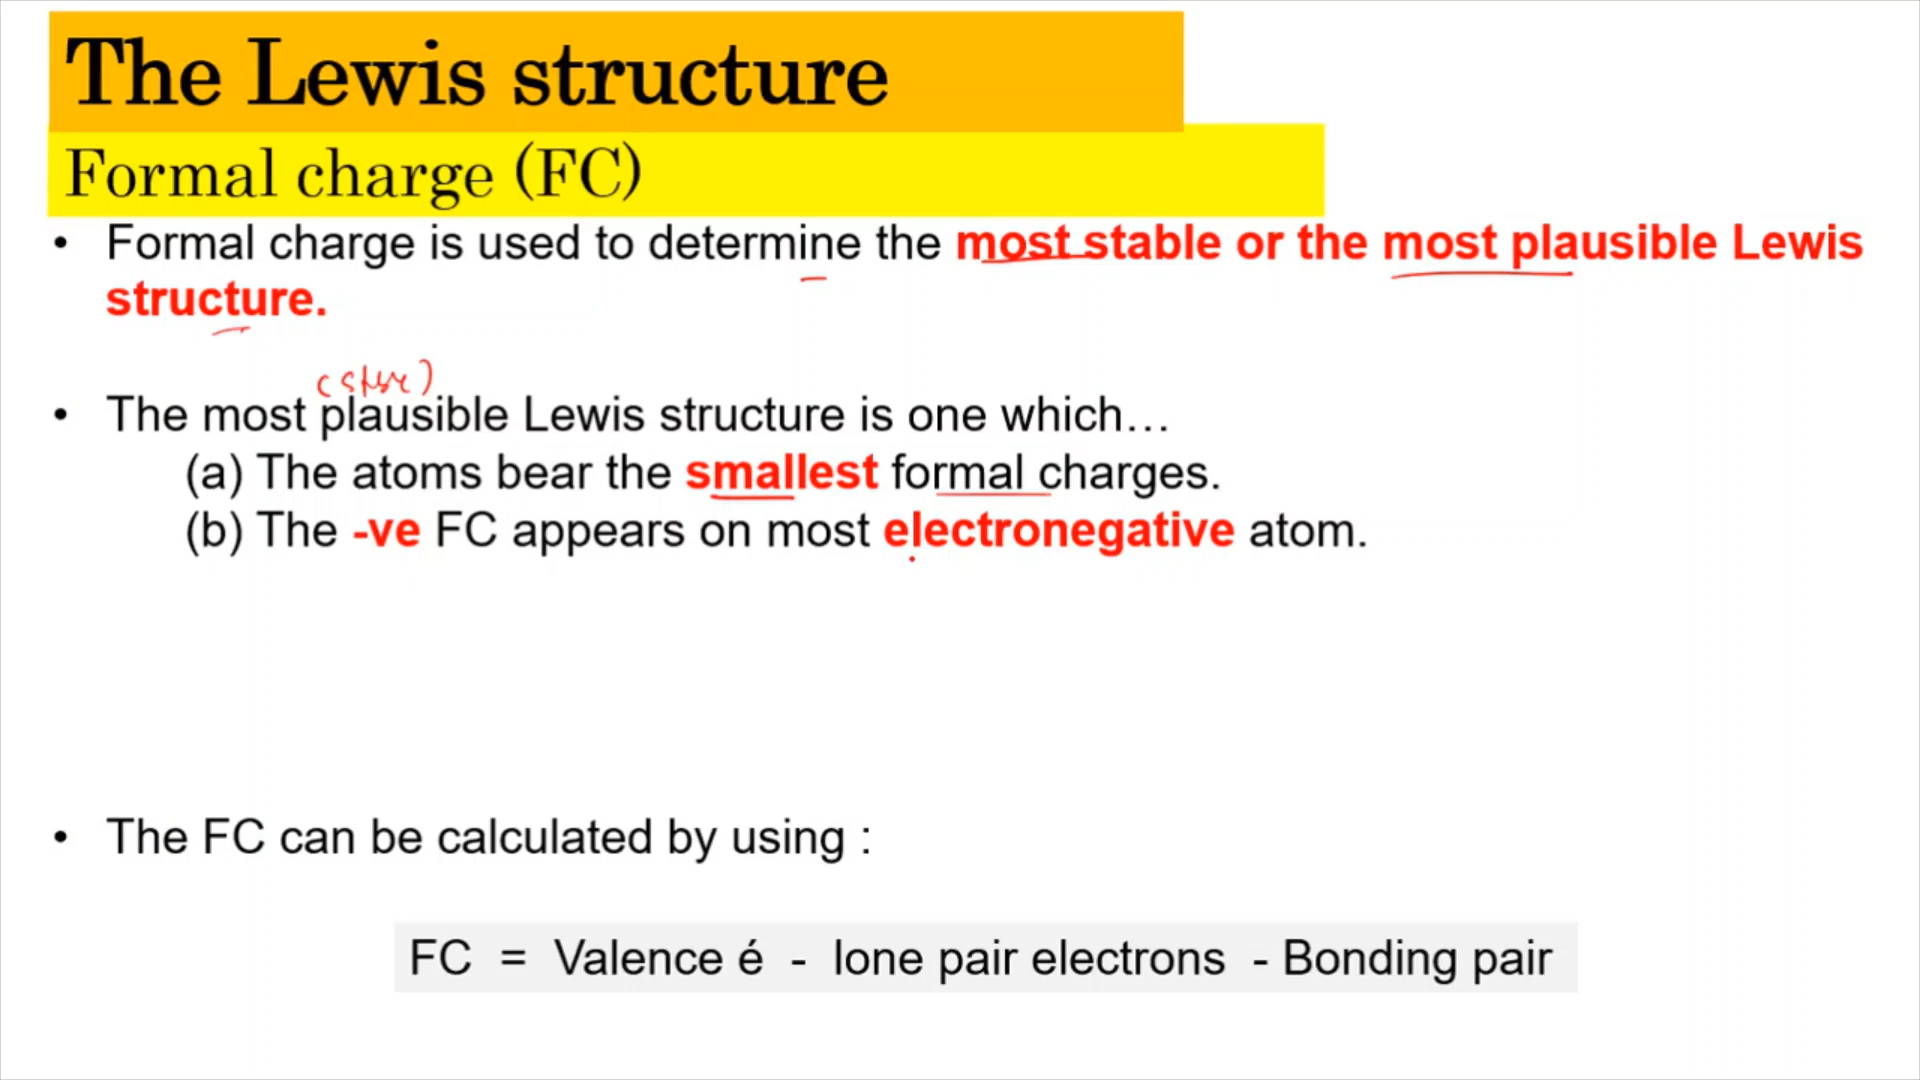 The Lewis structure
Formal charge (FC)
• Formal charge is used to determine the most stable or the most plausible Lewis
structure.
• The most plausible Lewis structure is one which…
(a) The atoms bear the smallest formal charges.
(b) The -ve FC appears on most electronegative atom.
• The FC can be calculated by using :
FC = Valence é - lone pair electrons - Bonding pair